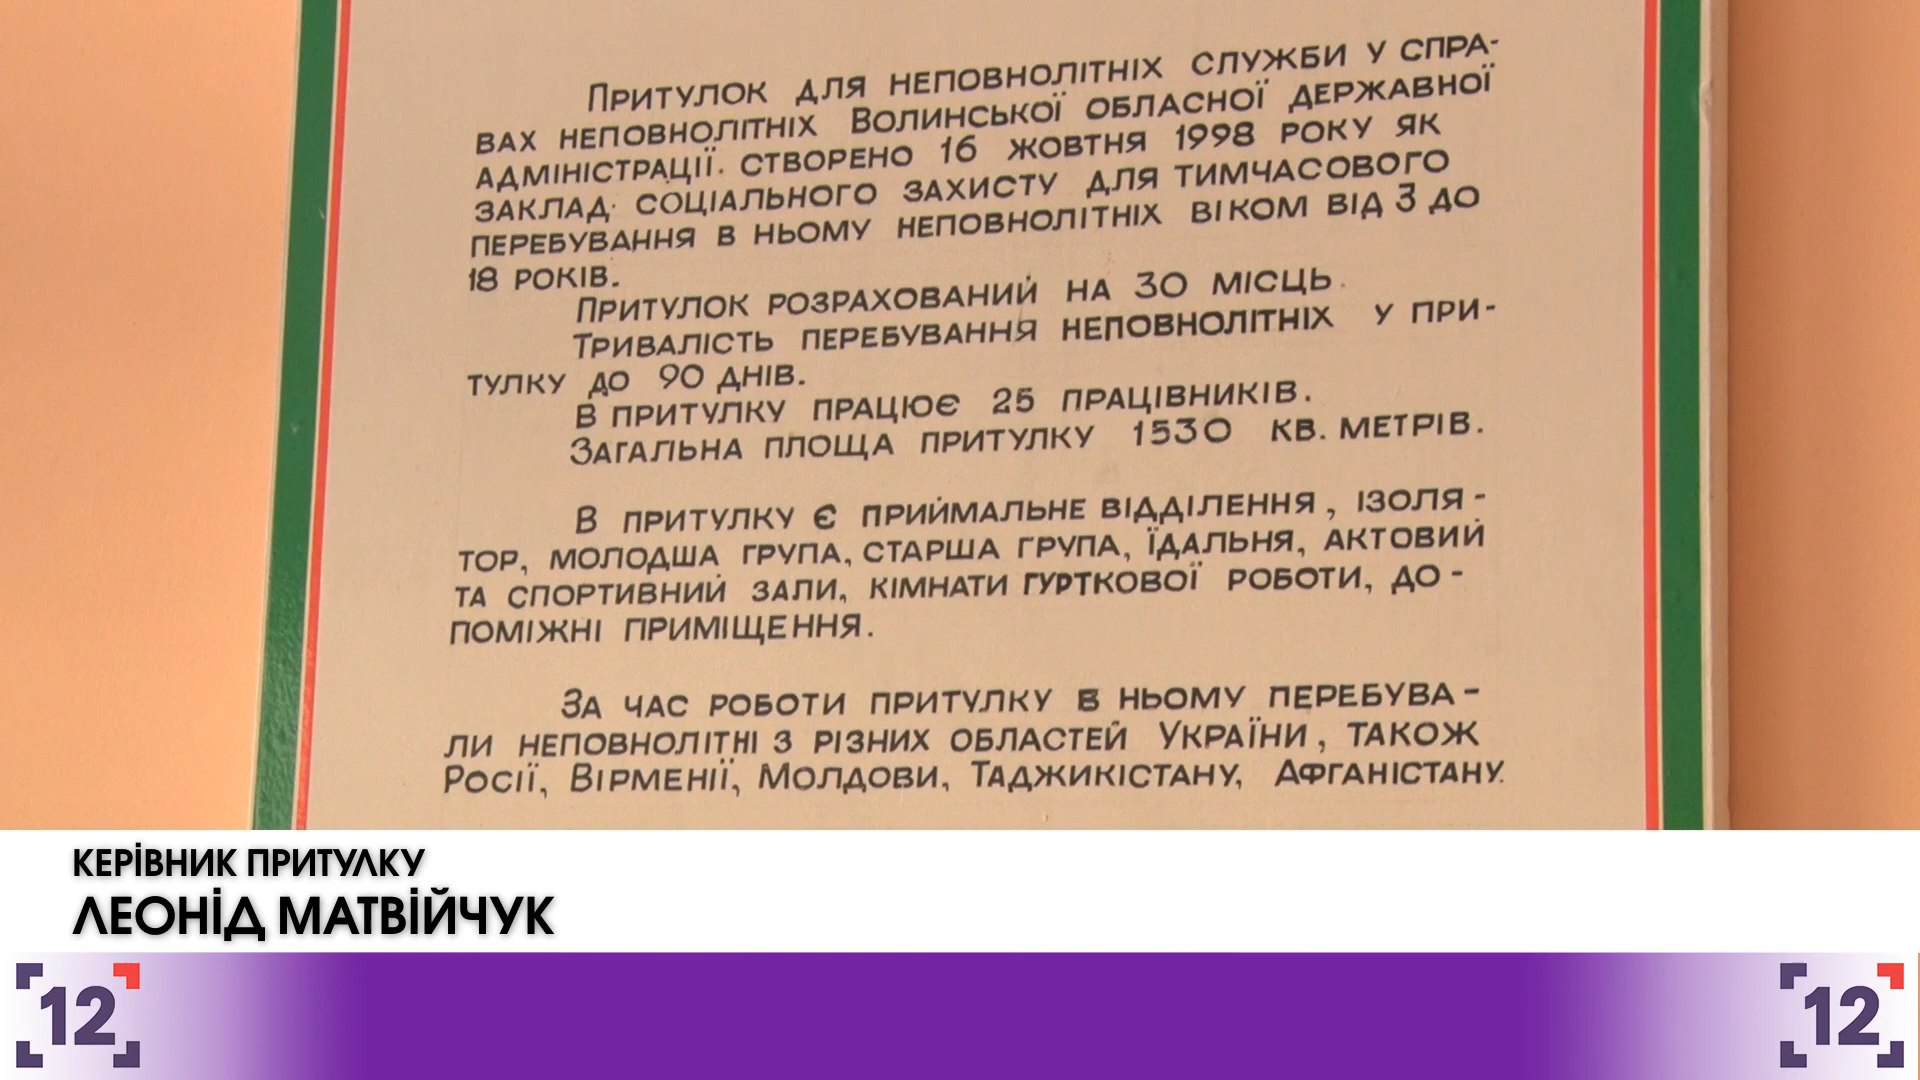 Притулок для неповнолітніх служби у спра-
вах неповнолітніх Волинської обласної державної
адміністрації. створено 16 жовтня 1998 року як
заклад соціального захисту для тимчасового
перебування в ньому неповнолітніх віком від 3 до
18 років.
Притулок розрахований на 30 місць.
Тривалість перебування неповнолітніх у при-
тулку до 90 днів.
В притулку працює 25 працівників.
Загальна площа притулку 1530 кв. метрів.
В притулку є приймальне відділення, ізоля-
тор, молодша група, старша група, їдальня, актовий
та спортивний зали, кімнати гурткової роботи, до-
поміжні приміщення.
За час роботи притулку в ньому перебува-
ли неповнолітні з різних областей України, також
Росії, Вірменії, Молдови, Таджикістану, Афганістану.
КЕРІВНИК ПРИТУЛКУ
ЛЕОНІД МАТВІЙЧУК
12 12